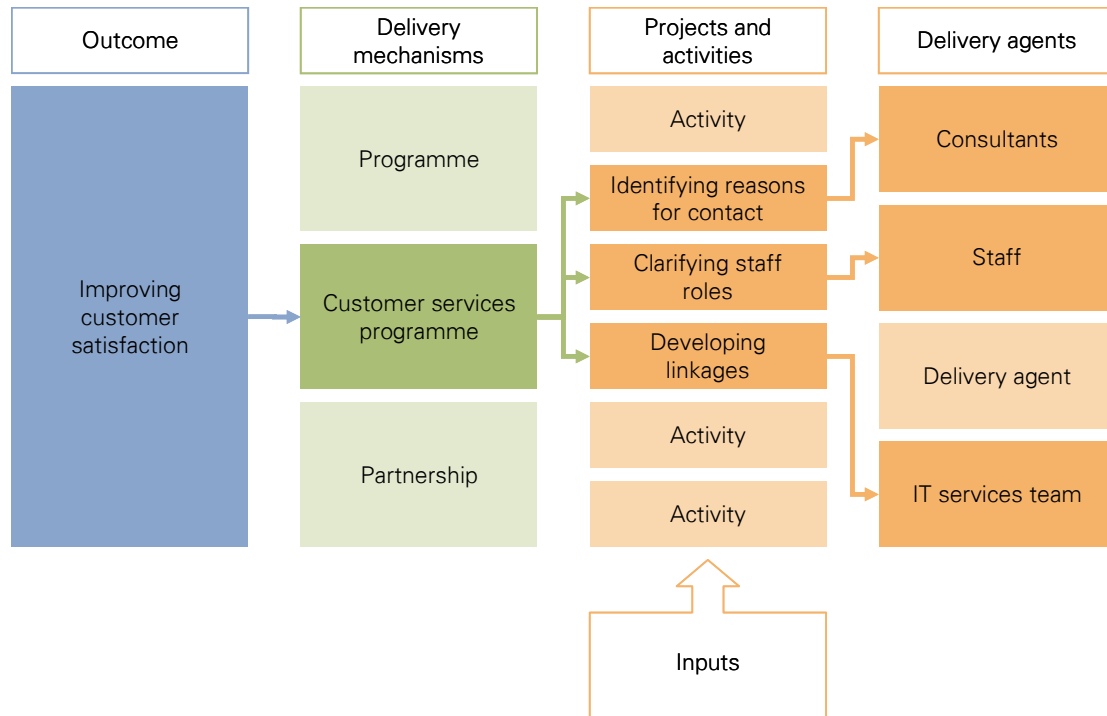 Outcome
Delivery
mechanisms
Projects and
activities
Delivery agents
Improving
customer
satisfaction
Programme
Customer services
programme
Partnership
Activity
Identifying reasons
for contact
Clarifying staff
roles
Developing
linkages
Activity
Activity
Consultants
Staff
Delivery agent
IT services team
Inputs